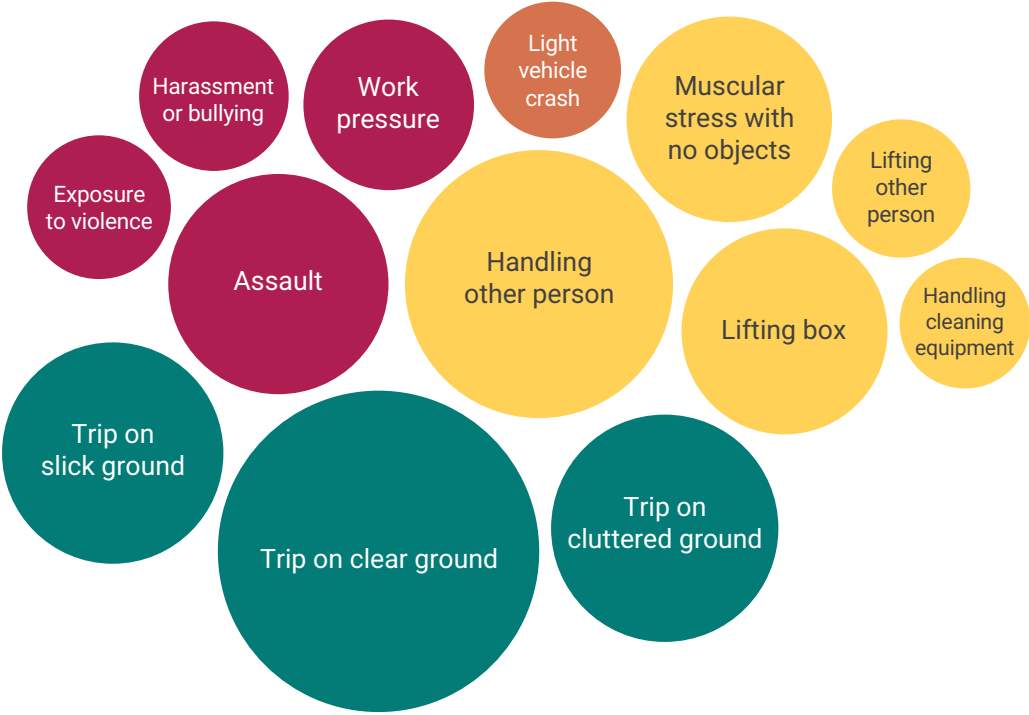 Light
vehicle
crash
Harassment
or bullying
Work
pressure
Muscular
stress with
no objects
Lifting
other
person
Exposure
to violence
Assault
Handling
other person
Lifting box
Handling
cleaning
equipment
Trip on
slick ground
Trip on clear ground
Trip on
cluttered ground